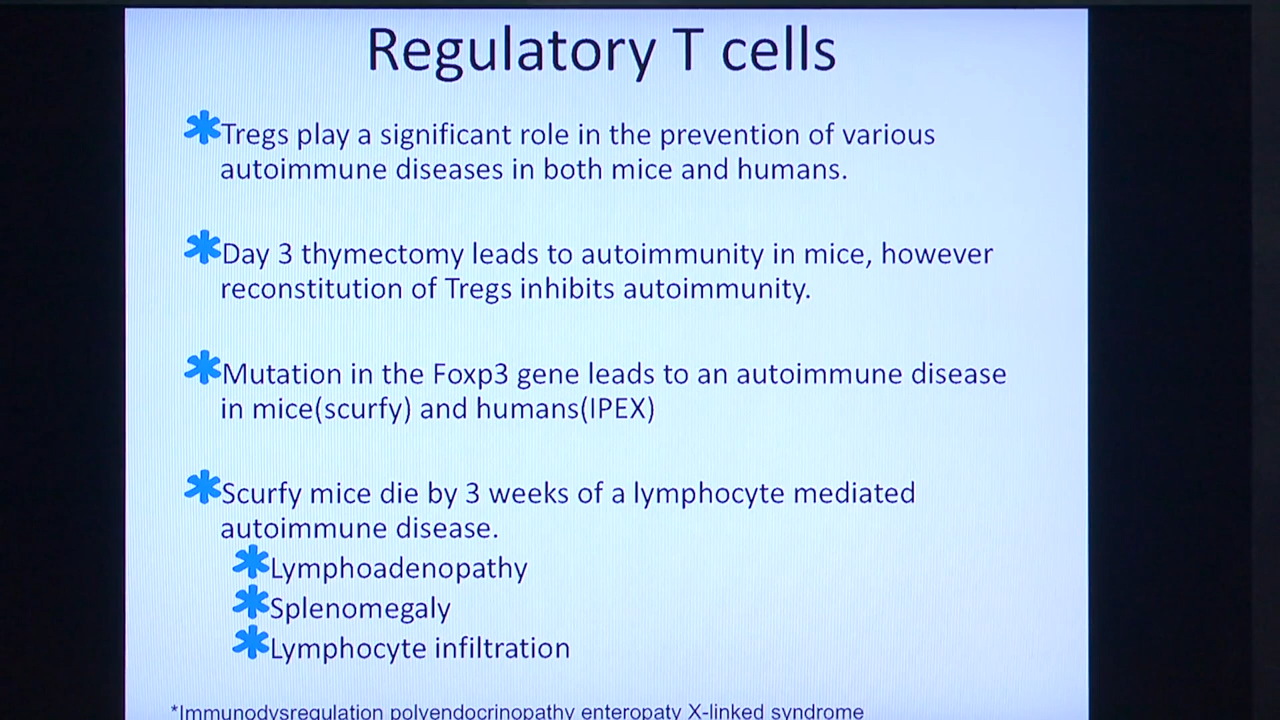 Regulatory T cells
*Tregs play a significant role in the prevention of various
autoimmune diseases in both mice and humans.
*Day 3 thymectomy leads to autoimmunity in mice, however
reconstitution of Tregs inhibits autoimmunity.
*Mutation in the Foxp3 gene leads to an autoimmune disease
in mice(scurfy) and humans(IPEX)
*Scurfy mice die by 3 weeks of a lymphocyte mediated
autoimmune disease.
*Lymphoadenopathy
*Splenomegaly
*Lymphocyte infiltration
*Immunodysregulation polyendocrinopathy enteropaty X-linked syndrome